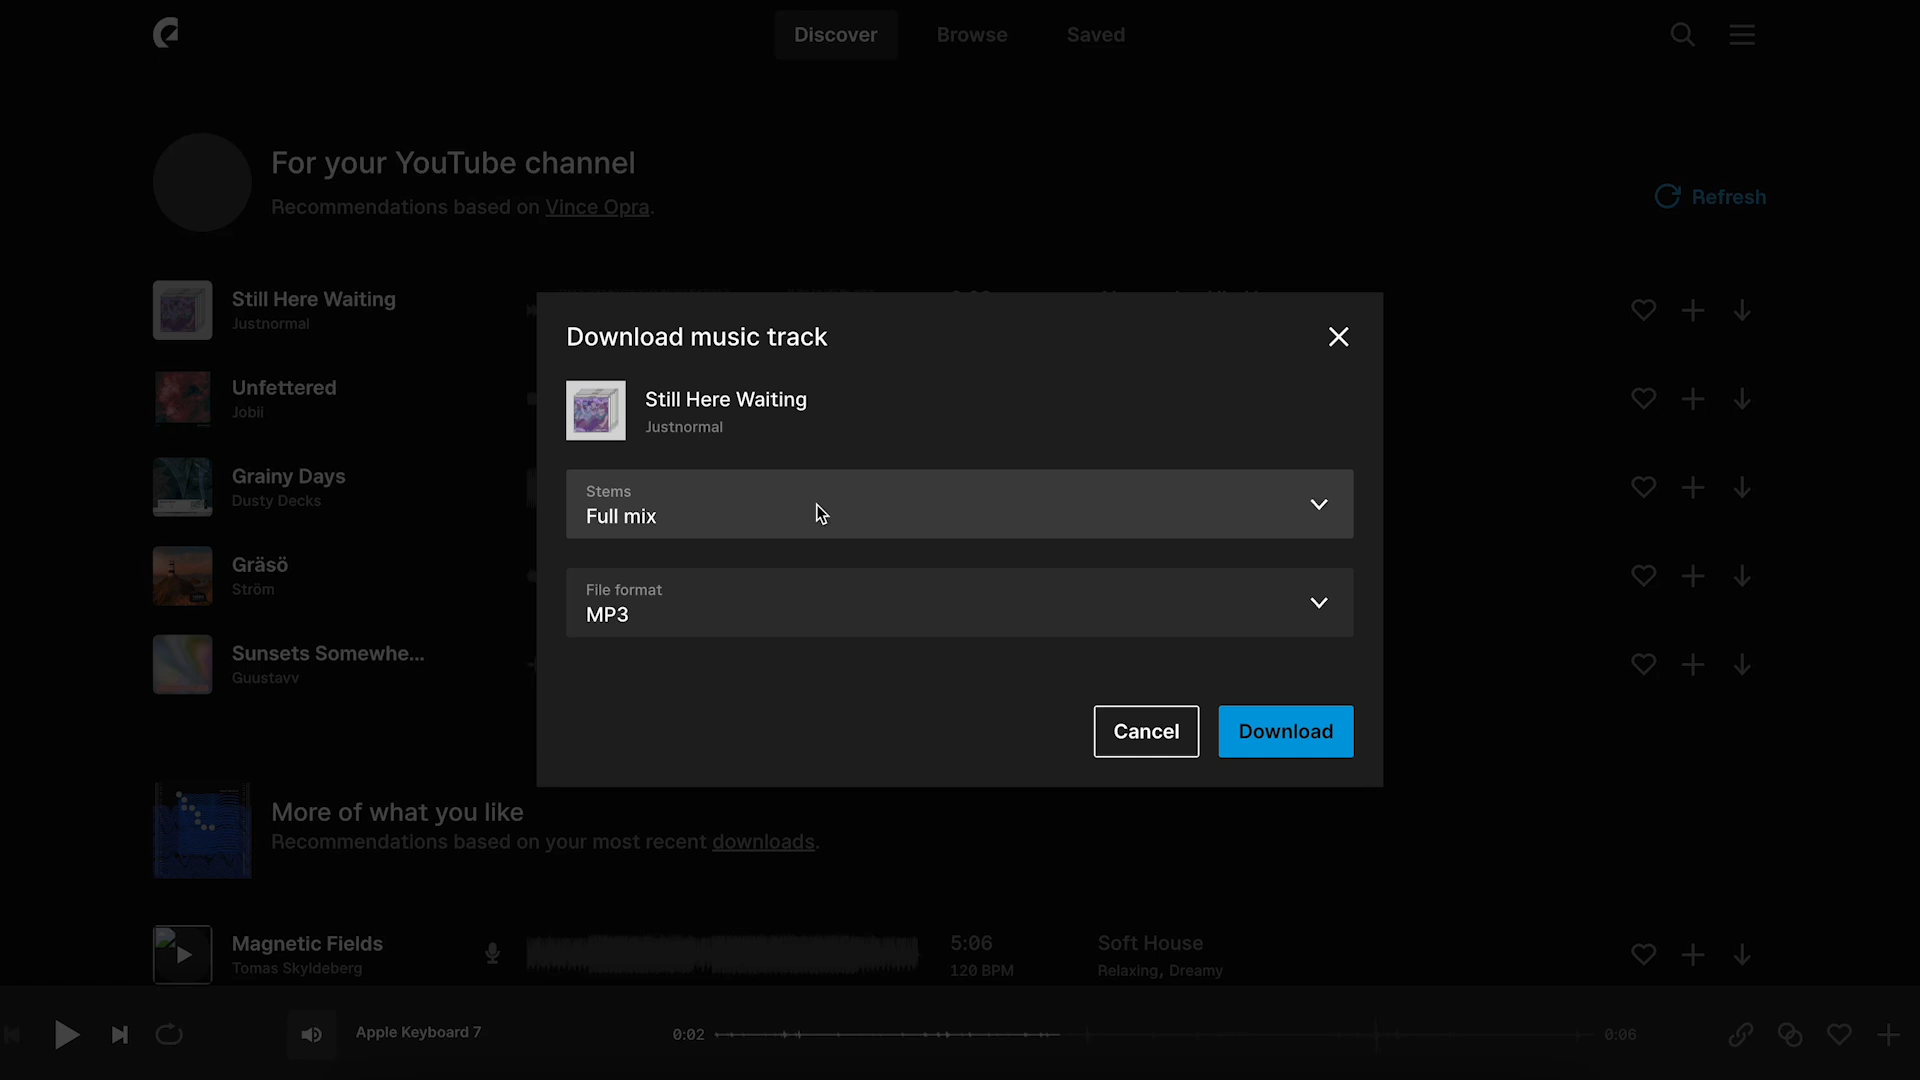 Discover
Browse
Saved
For your YouTube channel
Recommendations based on Vince Opra.
Refresh
Still Here Waiting
Justnormal
Unfettered
Jobii
Grainy Days
Dusty Decks
Gräsö
Ström
Sunsets Somewhe...
Guustavv
Download music track
Still Here Waiting
Justnormal
Stems
Full mix
File format
MP3
Cancel
Download
More of what you like
Recommendations based on your most recent downloads.
Magnetic Fields
Tomas Skyldeberg
5:06
120 BPM
Soft House
Relaxing, Dreamy
Apple Keyboard 7
0:02
0:06